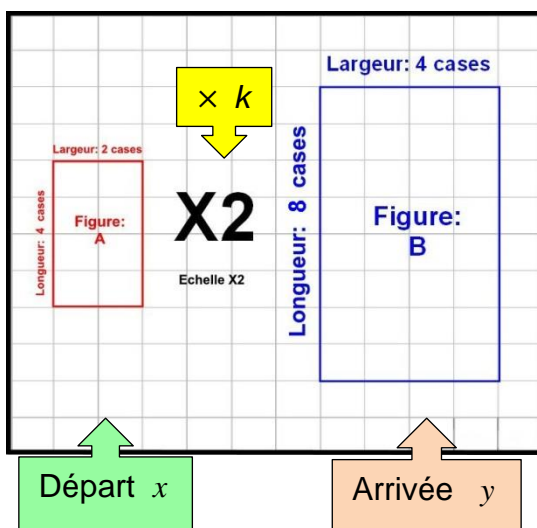 Largeur: 4 cases
× k
Largeur: 2 cases
Longueur: 4 cases
Figure:
A
X2
Echelle X2
Longueur: 8 cases
Figure:
B
Départ x
Arrivée y